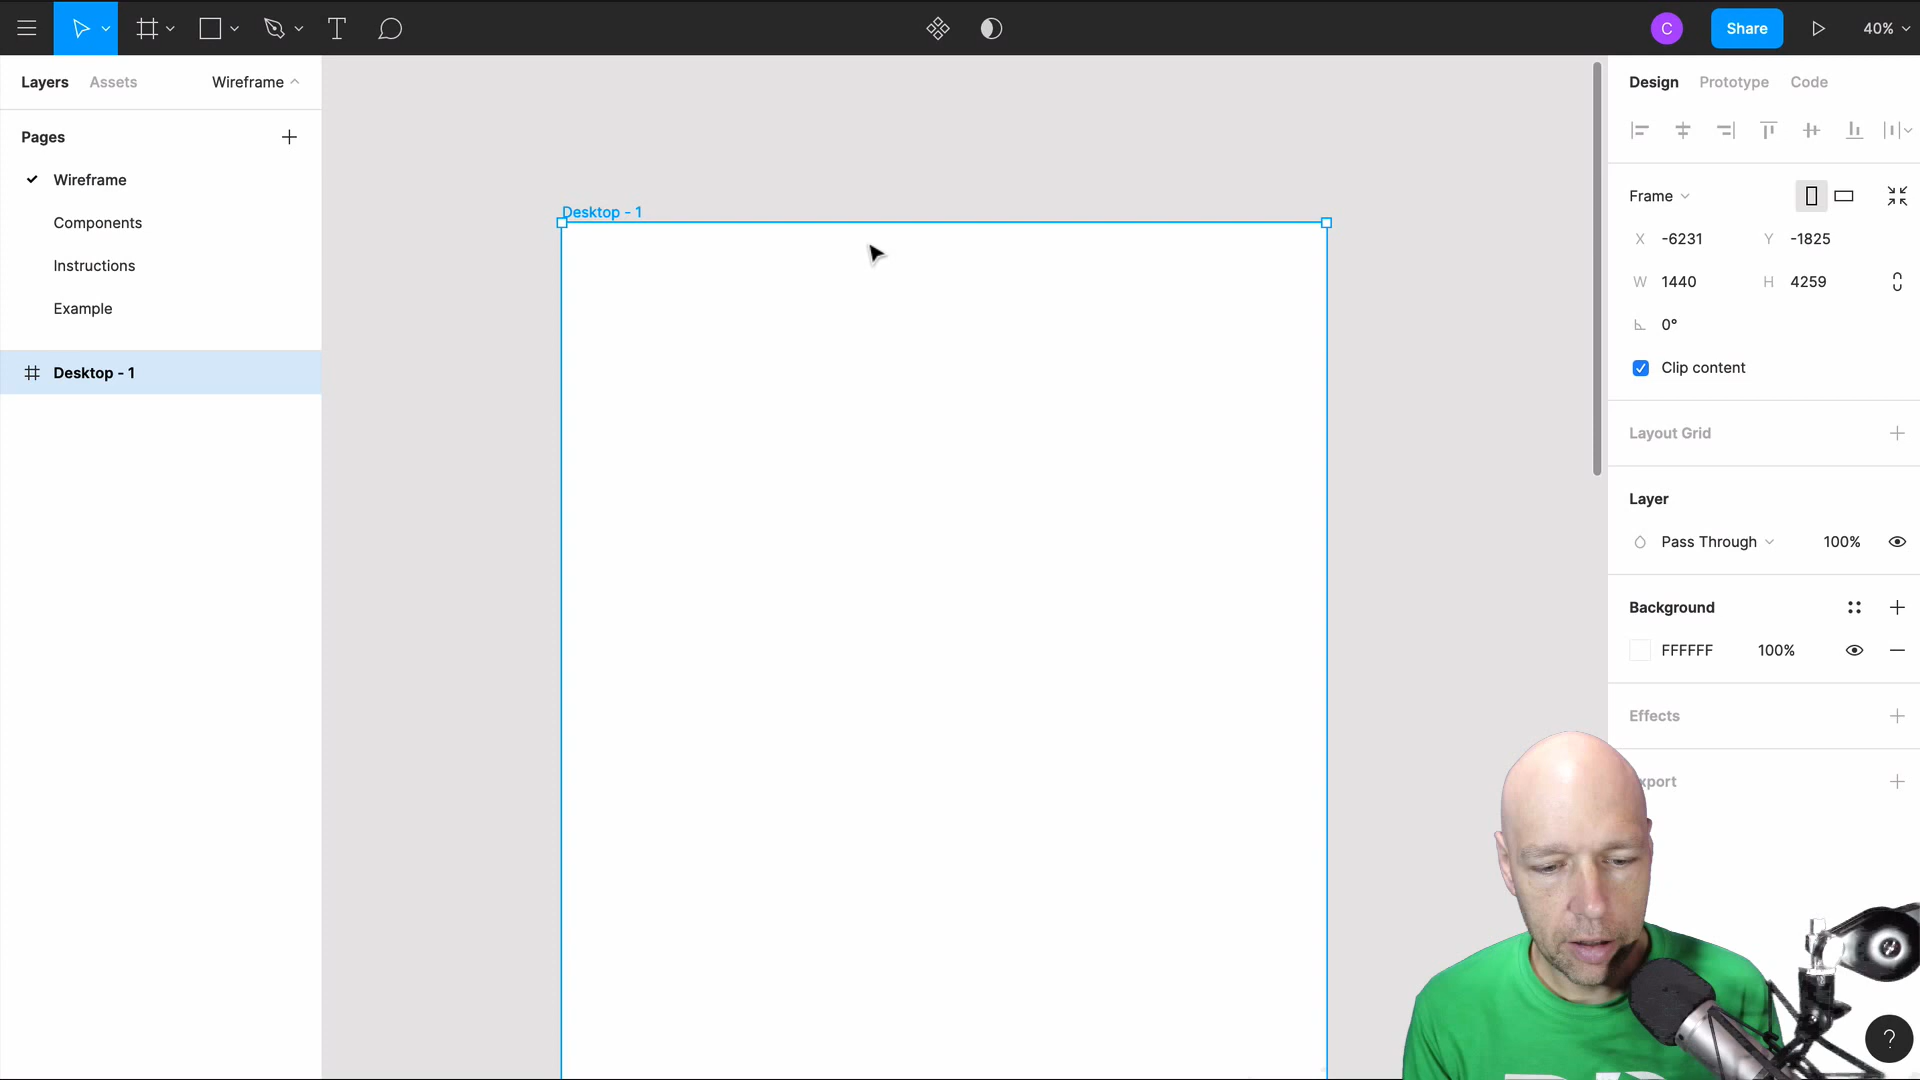 C
Share
40%
Layers Assets Wireframe
Design Prototype Code
Pages
Wireframe
Components
Instructions
Example
Desktop - 1
Desktop - 1
Frame
X -6231 Y -1825
W 1440 H 4259
0°
Clip content
Layout Grid
Layer
Pass Through 100%
Background
FFFFFF 100%
Effects
xport
?